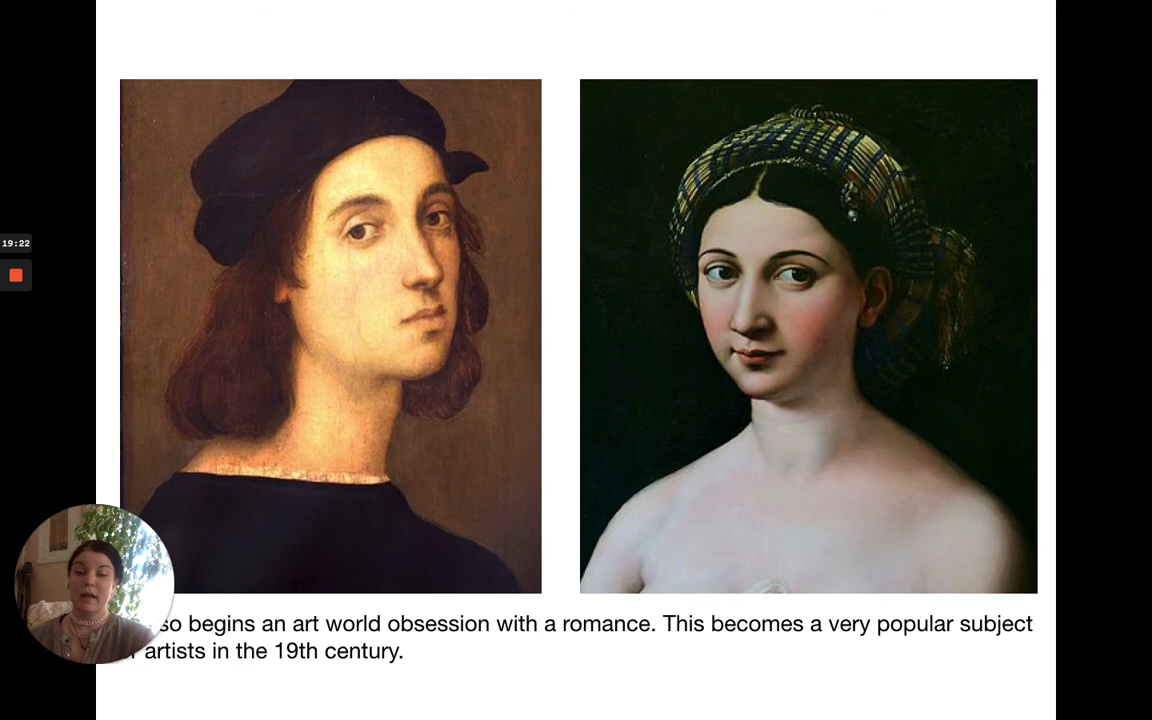 19:22
so begins an art world obsession with a romance. This becomes a very popular subject
artists in the 19th century.